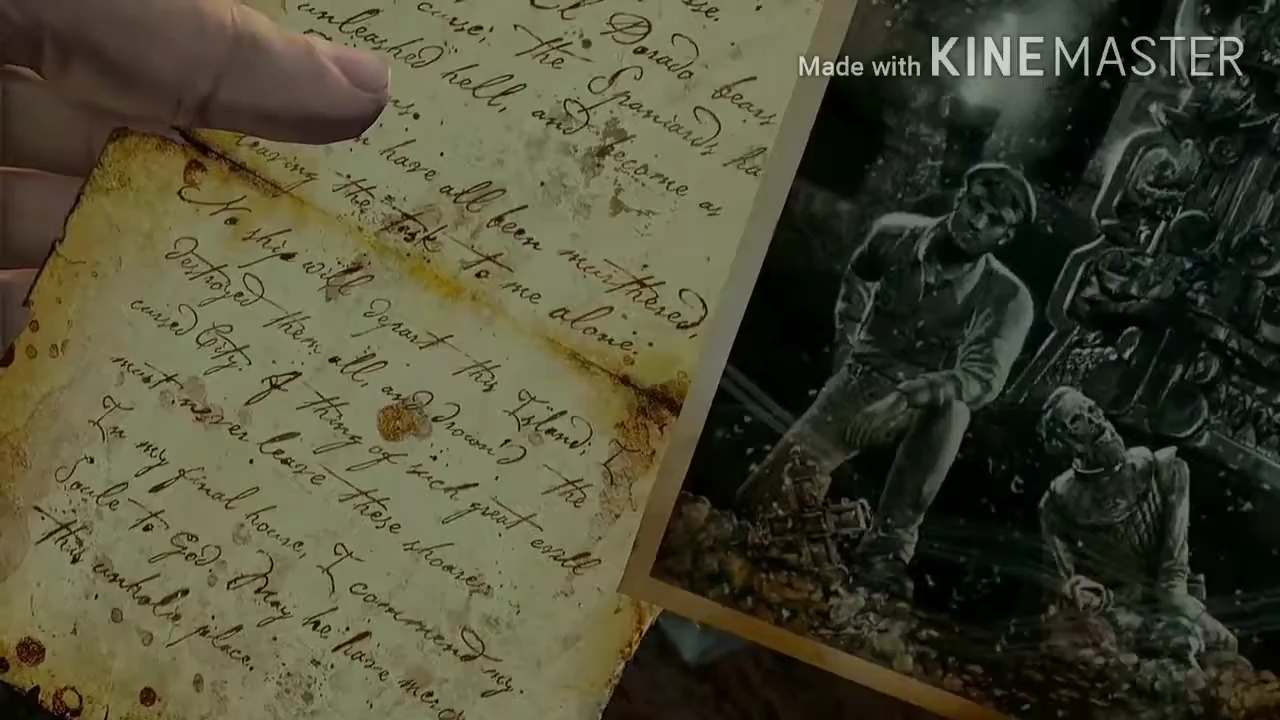 Made with KINEMASTER
se.
curse; El Dorado bears
unleashed hell, the Spaniards ha
and become as
have all been murthered,
leaving the task to me alone:
No ship will depart this Island; I
destroyed them all, and drown'd the
cursed City. A thing of such great evill
must never leave these shoares.
In my final houre, I commend my
Soule to God. May he have merc
this unholie place.